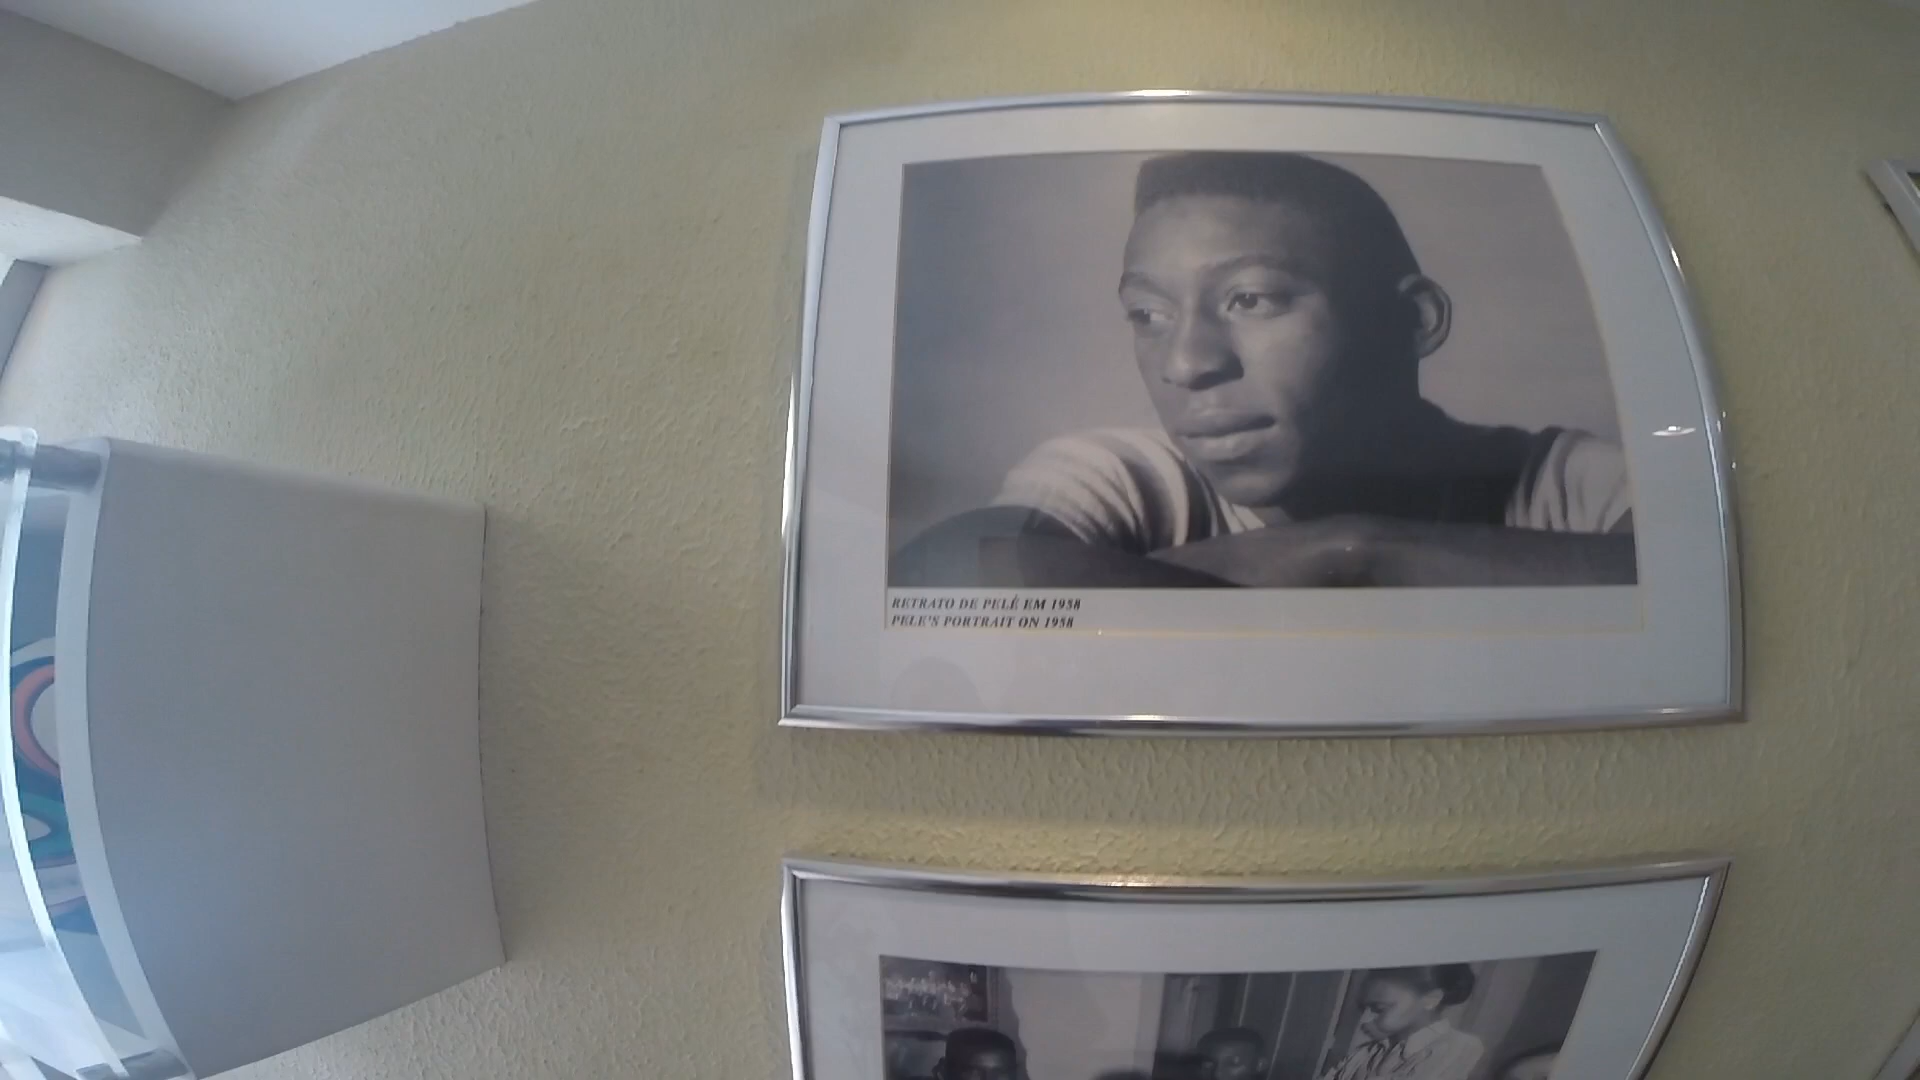 RETRATO DE PELÉ EM 1958
PELE'S PORTRAIT ON 1958